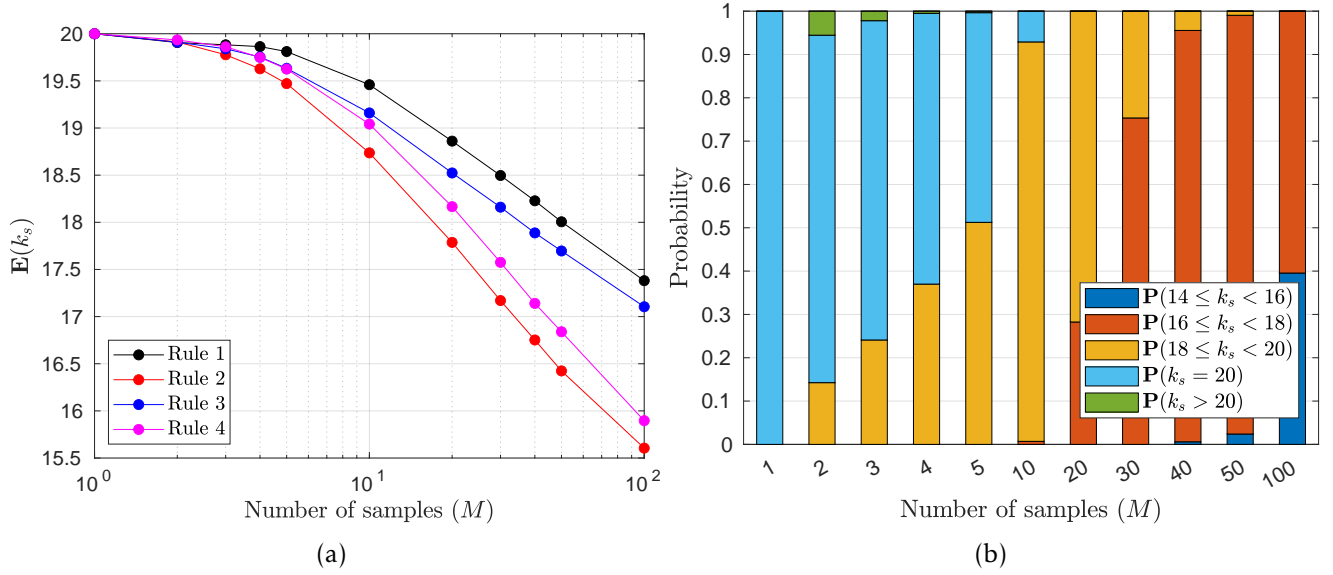 20
19.5
19
18.5
18
17.5
17
16.5
16
15.5
E(k_s)
Rule 1
Rule 2
Rule 3
Rule 4
10^0
10^1
10^2
Number of samples (M)
(a)
1
0.9
0.8
0.7
0.6
0.5
0.4
0.3
0.2
0.1
0
Probability
P(14 ≤ k_s < 16)
P(16 ≤ k_s < 18)
P(18 ≤ k_s < 20)
P(k_s = 20)
P(k_s > 20)
1
2
3
4
5
10
20
30
40
50
100
Number of samples (M)
(b)